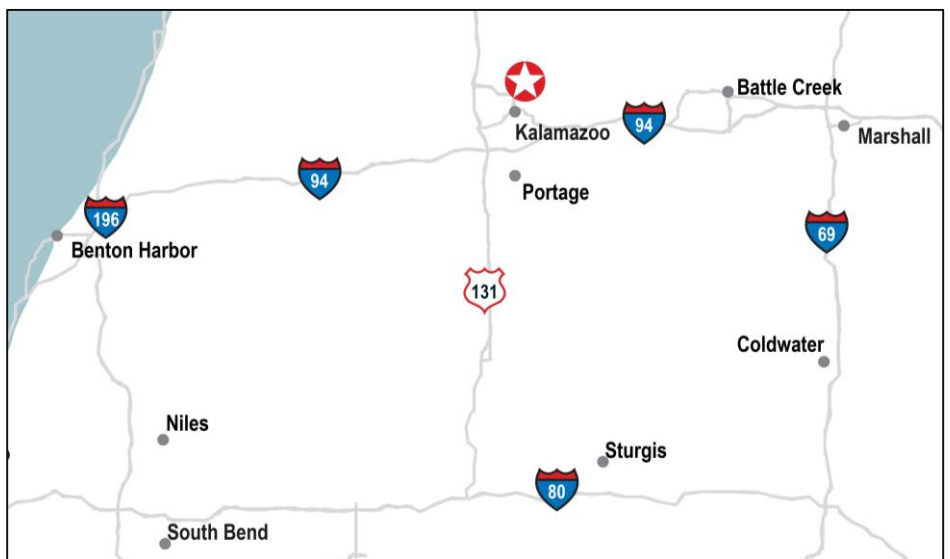 Battle Creek
Kalamazoo
94
Marshall
94
Portage
196
69
Benton Harbor
131
Coldwater
Niles
Sturgis
80
South Bend